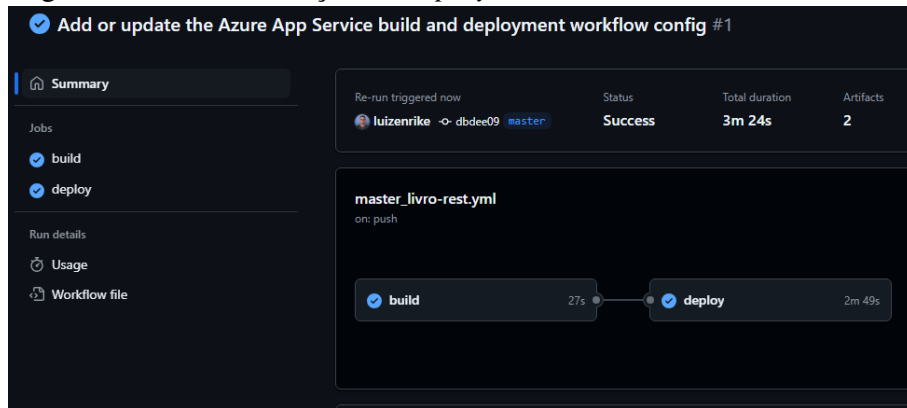 Add or update the Azure App Service build and deployment workflow config #1
Summary
Jobs
build
deploy
Run details
Usage
Workflow file
Re-run triggered now
luizenrike dbdee09 master
Status
Success
Total duration
3m 24s
Artifacts
2
master_livro-rest.yml
on: push
build 27s
deploy 2m 49s